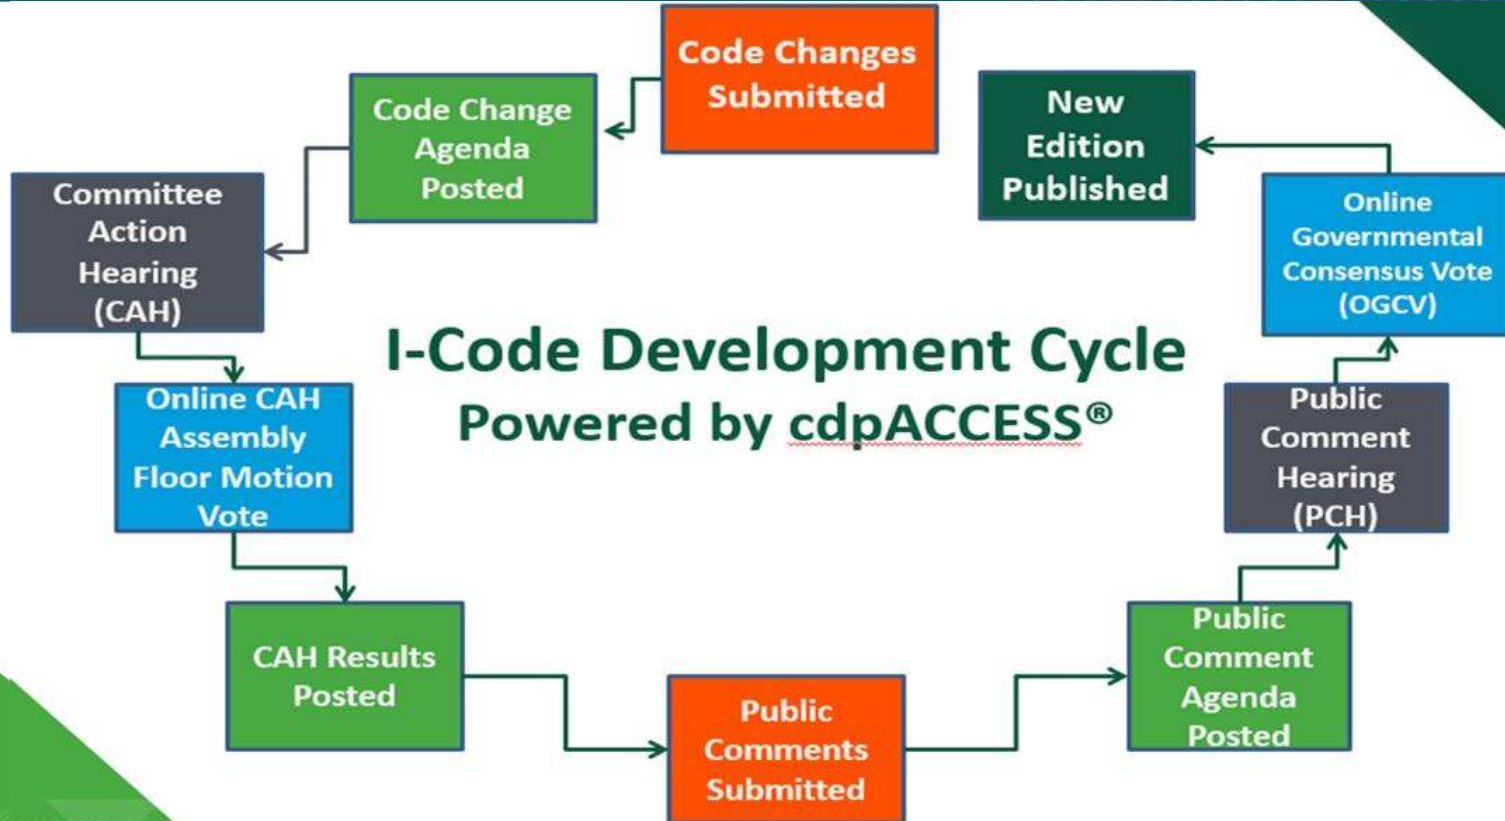 Code Changes
Submitted
Code Change
Agenda
Posted
Committee
Action
Hearing
(CAH)
Online CAH
Assembly
Floor Motion
Vote
CAH Results
Posted
Public
Comments
Submitted
Public
Comment
Agenda
Posted
Public
Comment
Hearing
(PCH)
Online
Governmental
Consensus Vote
(OGCV)
New
Edition
Published
I-Code Development Cycle
Powered by cdpACCESS®